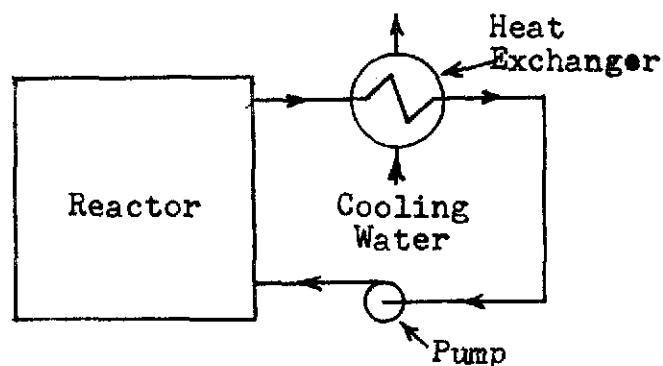 Heat
Exchanger
Reactor
Cooling
Water
Pump